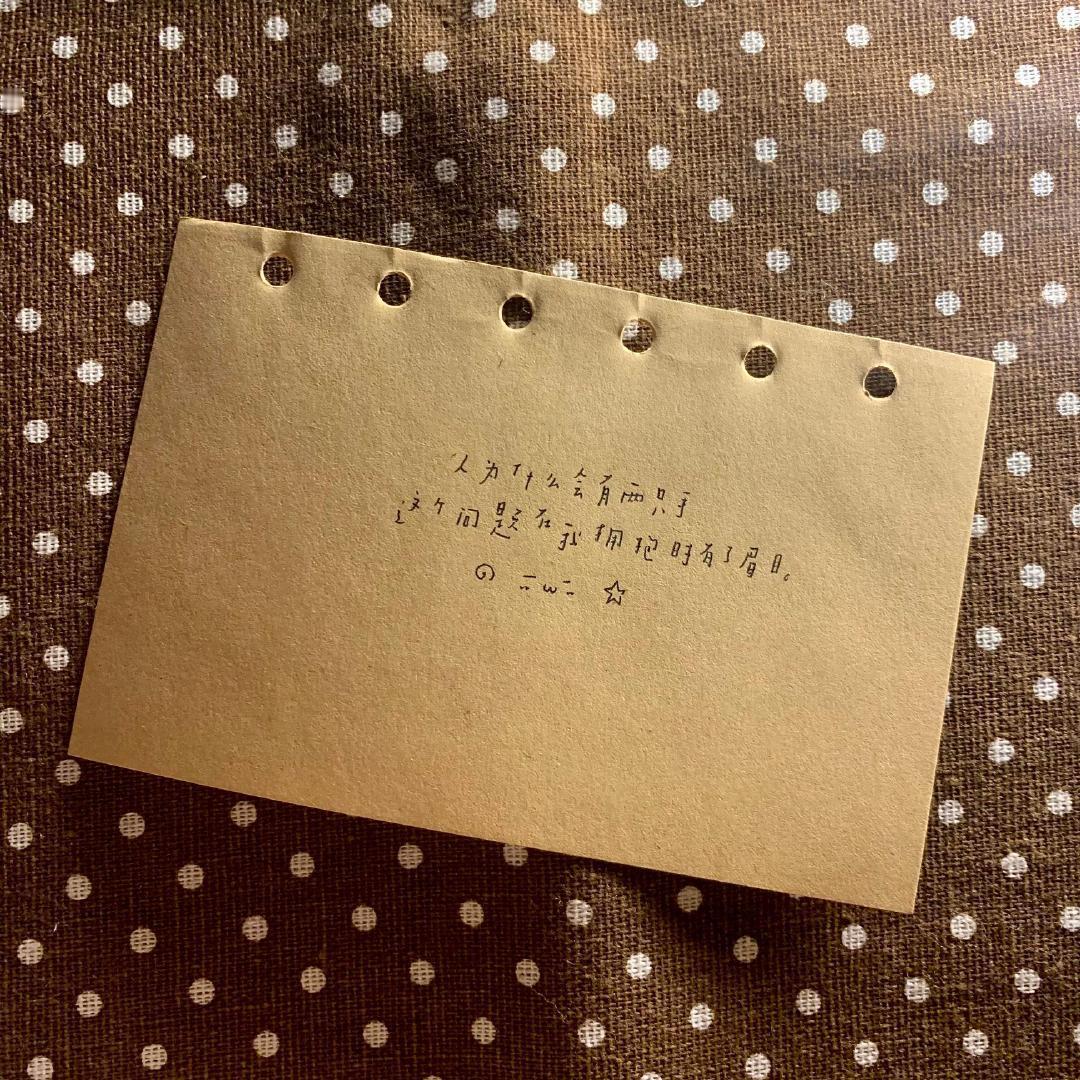 人为什么会有两只手
这个问题在我拥抱时有了眉目。
ˉˉωˉˉ ☆